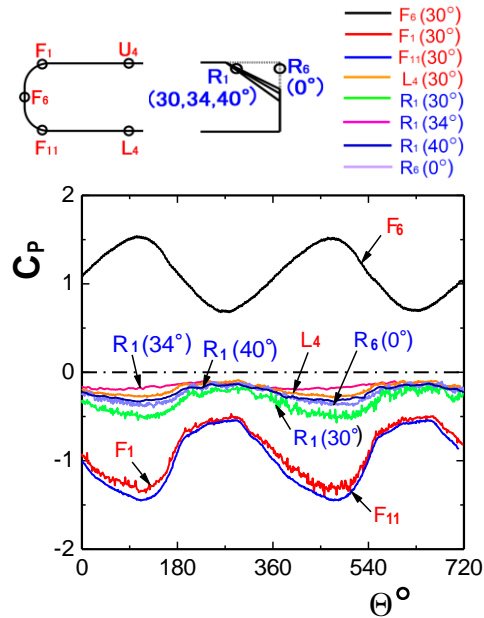 F1 U4
F6
F11 L4
R1 R6
(30,34,40°) (0°)
F6 (30°)
F1 (30°)
F11 (30°)
L4 (30°)
R1 (30°)
R1 (34°)
R1 (40°)
R6 (0°)
CP
2
1
0
-1
-2
F6
R1(34°) R1(40°) L4 R6(0°)
R1(30°)
F1
F11
0 180 360 540 720
Θ°